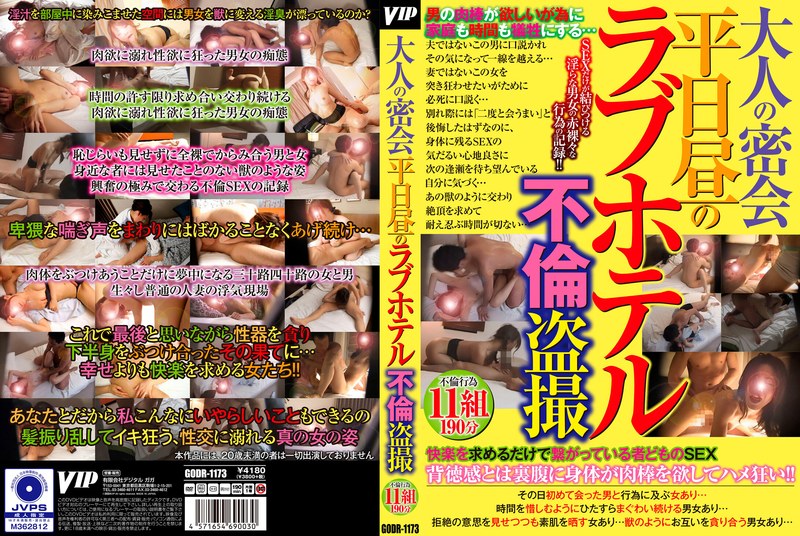 淫汁を部屋中に染みこませた空間には男女を獣に変える淫臭が漂っているのか?
肉欲に溺れ性欲に狂った男女の痴態
時間の許す限り求め合い交わり続ける
肉欲に溺れ性欲に狂った男女の痴態
恥じらいも見せずに全裸でからみ合う男と女
身近な者には見せたことのない獣のような姿
興奮の極みで交わる不倫SEXの記録
卑猥な喘ぎ声をまわりにはばかることなくあげ続け…
肉体をぶつけあうことだけに夢中になる三十路四十路の女と男、
生々し普通の人妻の浮気現場
これで最後と思いながら性器を貪り
下半身をぶつけ合ったその果てに…
幸せよりも快楽を求める女たち!!
あなたとだから私こんなにいやらしいこともできるの
髪振り乱してイキ狂う、性交に溺れる真の女の姿
本作品には、20歳未満の者は一切出演しておりません
VIP
JVPS
M362812
有限会社デジタル ガガ
GODR-1173
¥4180
(¥3800+税)
4571654690030
VIP
大人の密会 平日昼のラブホテル 不倫盗撮
不倫行為
11組
190分
GODR-1173
男の肉棒が欲しいが為に
家庭も時間も犠牲にする…
夫ではないこの男に口説かれ
その気になって一線を越える…
妻ではないこの女を
突き狂わせたいがために
必死に口説く…
別れ際には「二度と会うまい」と
後悔したはずなのに、
身体に残るSEXの
気だるい心地良さに
次の逢瀬を待ち望んでいる
自分に気づく…
あの獣のように交わり
絶頂を求めて
耐え忍ぶ時間が切ない…
SEXだけが結びつける
淫らな男女の赤裸々な
行為の記録!!
大人の密会
平日昼の
ラブホテル
不倫盗撮
不倫行為
11組
190分
快楽を求めるだけで繋がっている者どものSEX
背徳感とは裏腹に身体が肉棒を欲してハメ狂い!!
その日初めて会った男と行為に及ぶ女あり…
時間を惜しむようにひたすらまぐわい続ける男女あり…
拒絶の意思を見せつつも素肌を晒す女あり…獣のようにお互いを貪り合う男女あり…